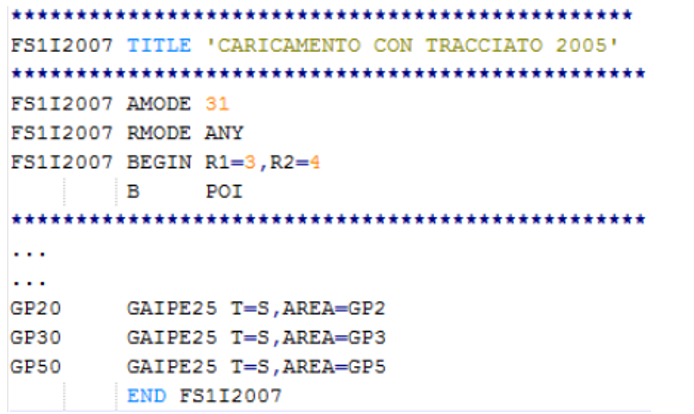 *************************************************
FS1I2007 TITLE 'CARICAMENTO CON TRACCIATO 2005'
**************************************************
FS1I2007 AMODE 31
FS1I2007 RMODE ANY
FS1I2007 BEGIN R1=3,R2=4
         B     POI
**************************************************
...
...
GP20     GAIPE25 T=S,AREA=GP2
GP30     GAIPE25 T=S,AREA=GP3
GP50     GAIPE25 T=S,AREA=GP5
         END FS1I2007